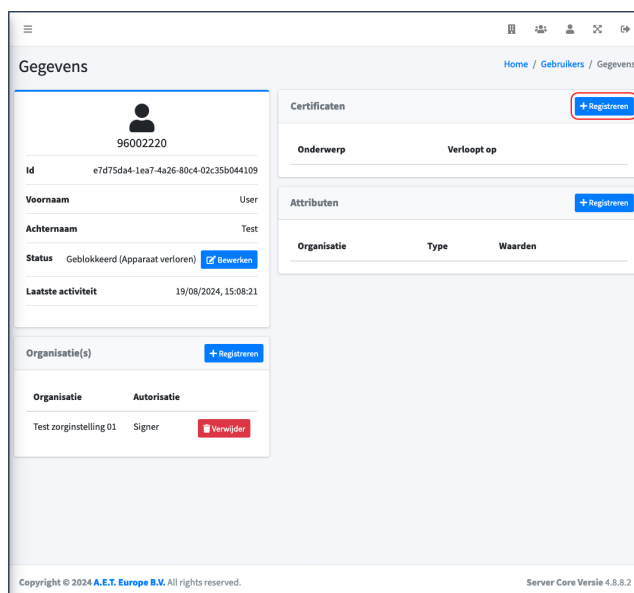 Gegevens
Home / Gebruikers / Gegevens
96002220
Id e7d75da4-1ea7-4a26-80c4-02c35b044109
Voornaam User
Achternaam Test
Status Geblokkeerd (Apparaat verloren) Bewerken
Laatste activiteit 19/08/2024, 15:08:21
Organisatie(s) Registreren
Organisatie Autorisatie
Test zorginstelling 01 Signer Verwijder
Certificaten Registreren
Onderwerp Verloopt op
Attributen Registreren
Organisatie Type Waarden
Copyright © 2024 A.E.T. Europe B.V. All rights reserved.
Server Core Versie 4.8.8.2